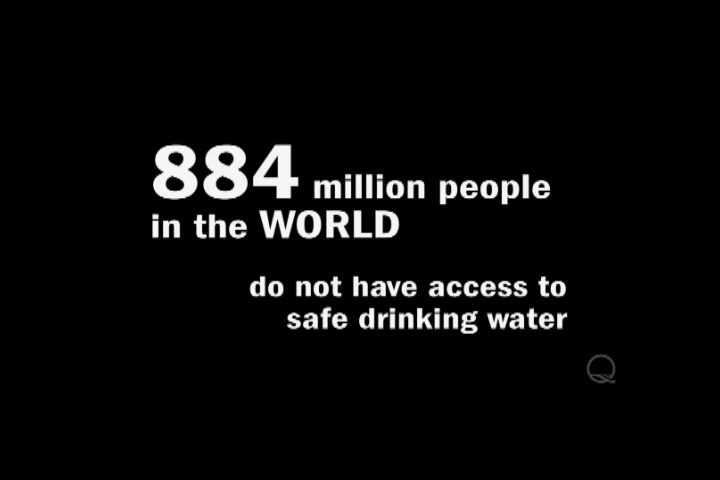 884 million people
in the WORLD
do not have access to
safe drinking water
Q